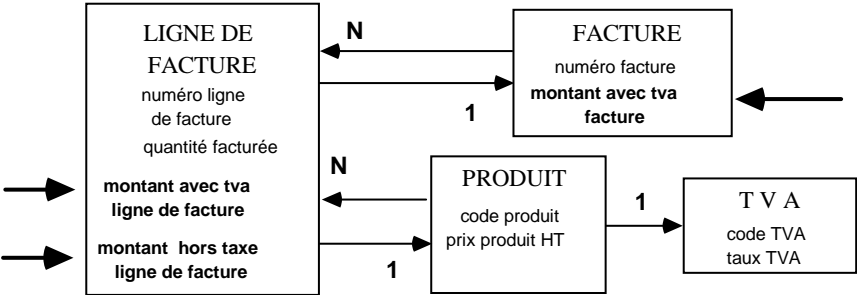 LIGNE DE
FACTURE
numéro ligne
de facture
quantité facturée
montant avec tva
ligne de facture
montant hors taxe
ligne de facture
N
1
FACTURE
numéro facture
montant avec tva
facture
N
1
PRODUIT
code produit
prix produit HT
1
T V A
code TVA
taux TVA